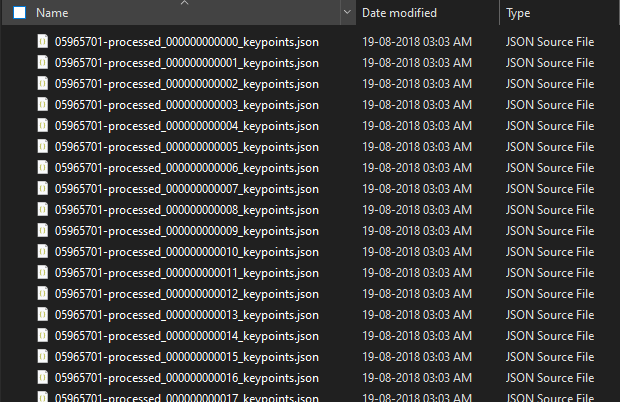 Name Date modified Type
05965701-processed_000000000000_keypoints.json 19-08-2018 03:03 AM JSON Source File
05965701-processed_000000000001_keypoints.json 19-08-2018 03:03 AM JSON Source File
05965701-processed_000000000002_keypoints.json 19-08-2018 03:03 AM JSON Source File
05965701-processed_000000000003_keypoints.json 19-08-2018 03:03 AM JSON Source File
05965701-processed_000000000004_keypoints.json 19-08-2018 03:03 AM JSON Source File
05965701-processed_000000000005_keypoints.json 19-08-2018 03:03 AM JSON Source File
05965701-processed_000000000006_keypoints.json 19-08-2018 03:03 AM JSON Source File
05965701-processed_000000000007_keypoints.json 19-08-2018 03:03 AM JSON Source File
05965701-processed_000000000008_keypoints.json 19-08-2018 03:03 AM JSON Source File
05965701-processed_000000000009_keypoints.json 19-08-2018 03:03 AM JSON Source File
05965701-processed_000000000010_keypoints.json 19-08-2018 03:03 AM JSON Source File
05965701-processed_000000000011_keypoints.json 19-08-2018 03:03 AM JSON Source File
05965701-processed_000000000012_keypoints.json 19-08-2018 03:03 AM JSON Source File
05965701-processed_000000000013_keypoints.json 19-08-2018 03:03 AM JSON Source File
05965701-processed_000000000014_keypoints.json 19-08-2018 03:03 AM JSON Source File
05965701-processed_000000000015_keypoints.json 19-08-2018 03:03 AM JSON Source File
05965701-processed_000000000016_keypoints.json 19-08-2018 03:03 AM JSON Source File
05965701-processed_000000000017_keypoints.json 19-08-2018 03:03 AM JSON Source File